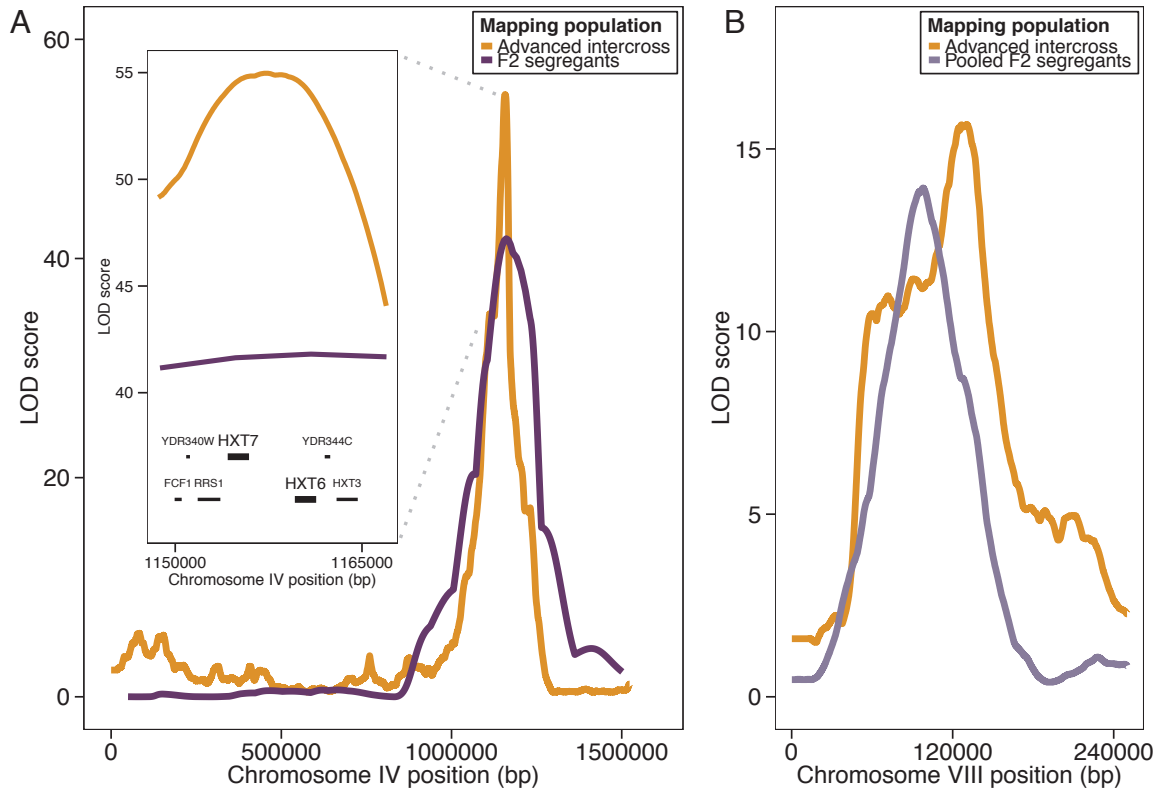 A
Mapping population
Advanced intercross
F2 segregants
LOD score
60
40
20
0
0
500000
1000000
1500000
Chromosome IV position (bp)
LOD score
55
50
45
40
YDR340W HXT7 YDR344C
FCF1 RRS1 HXT6 HXT3
1150000 1165000
Chromosome IV position (bp)
B
Mapping population
Advanced intercross
Pooled F2 segregants
LOD score
15
10
5
0
0
120000
240000
Chromosome VIII position (bp)